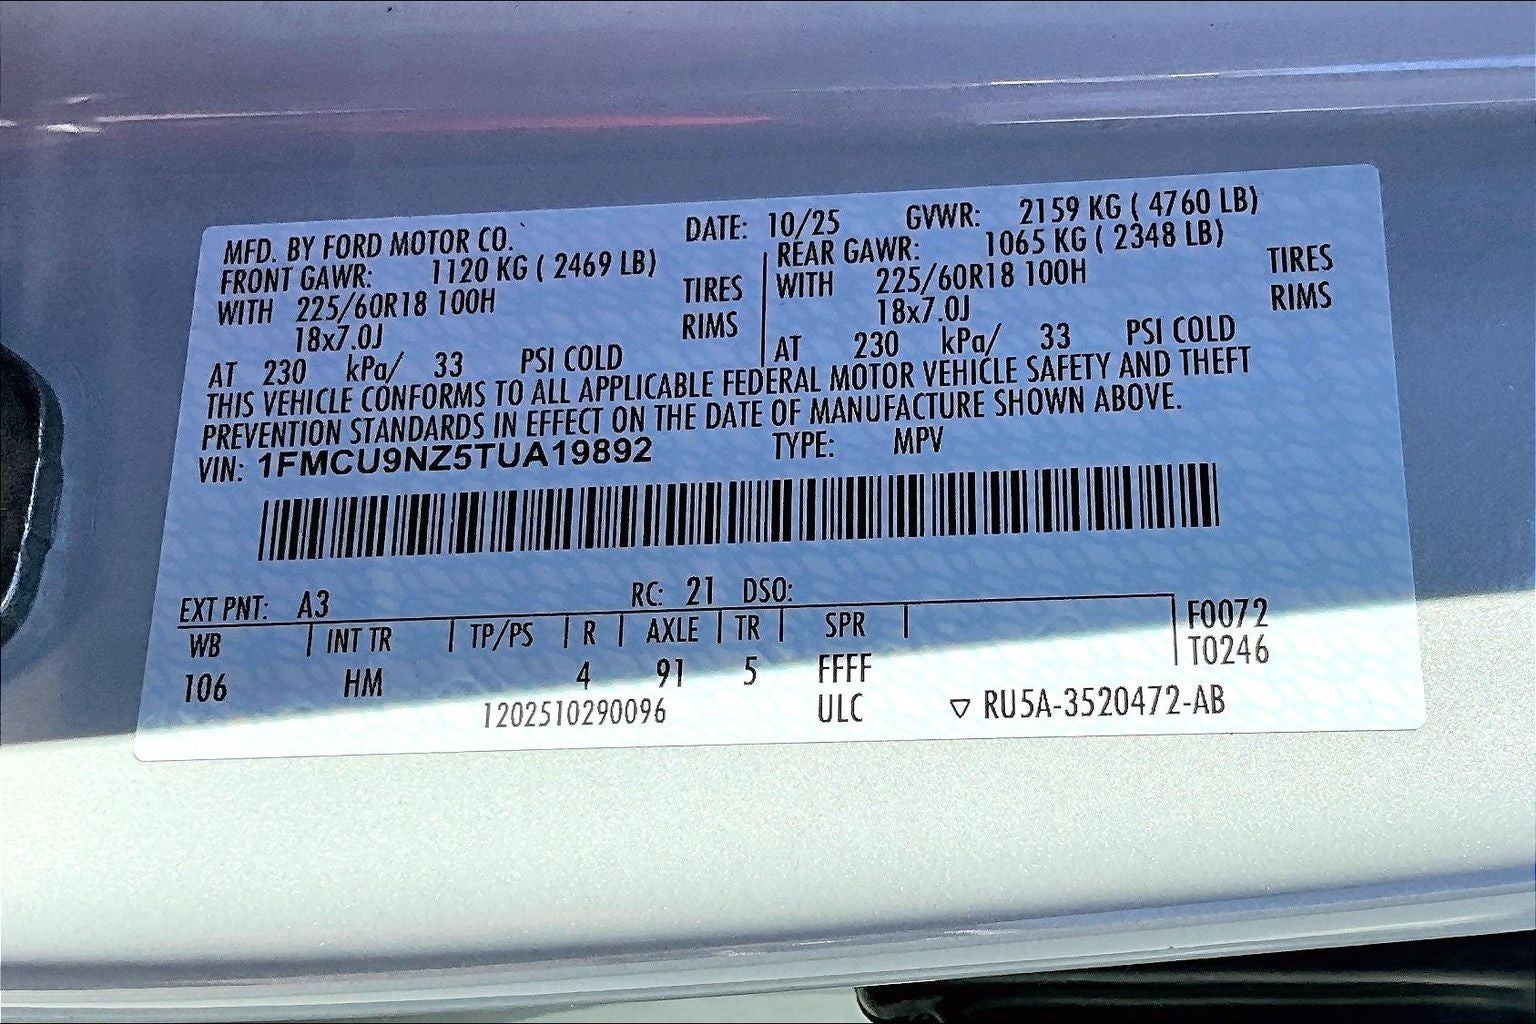 MFD. BY FORD MOTOR CO. DATE: 10/25 GVWR: 2159 KG ( 4760 LB)
FRONT GAWR: 1120 KG ( 2469 LB) REAR GAWR: 1065 KG ( 2348 LB)
WITH 225/60R18 100H TIRES WITH 225/60R18 100H TIRES
18x7.0J RIMS 18x7.0J RIMS
AT 230 kPa/ 33 PSI COLD AT 230 kPa/ 33 PSI COLD
THIS VEHICLE CONFORMS TO ALL APPLICABLE FEDERAL MOTOR VEHICLE SAFETY AND THEFT
PREVENTION STANDARDS IN EFFECT ON THE DATE OF MANUFACTURE SHOWN ABOVE.
VIN: 1FMCU9NZ5TUA19892 TYPE: MPV
EXT PNT: A3 RC: 21 DSO:
WB INT TR TP/PS R AXLE TR SPR F0072
106 HM 4 91 5 FFFF T0246
1202510290096 ULC ▽ RU5A-3520472-AB